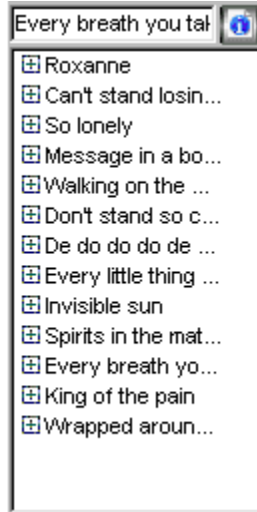 Every breath you tak
Roxanne
Can't stand losin...
So lonely
Message in a bo...
Walking on the ...
Don't stand so c...
De do do do de ...
Every little thing ...
Invisible sun
Spirits in the mat...
Every breath yo...
King of the pain
Wrapped aroun...